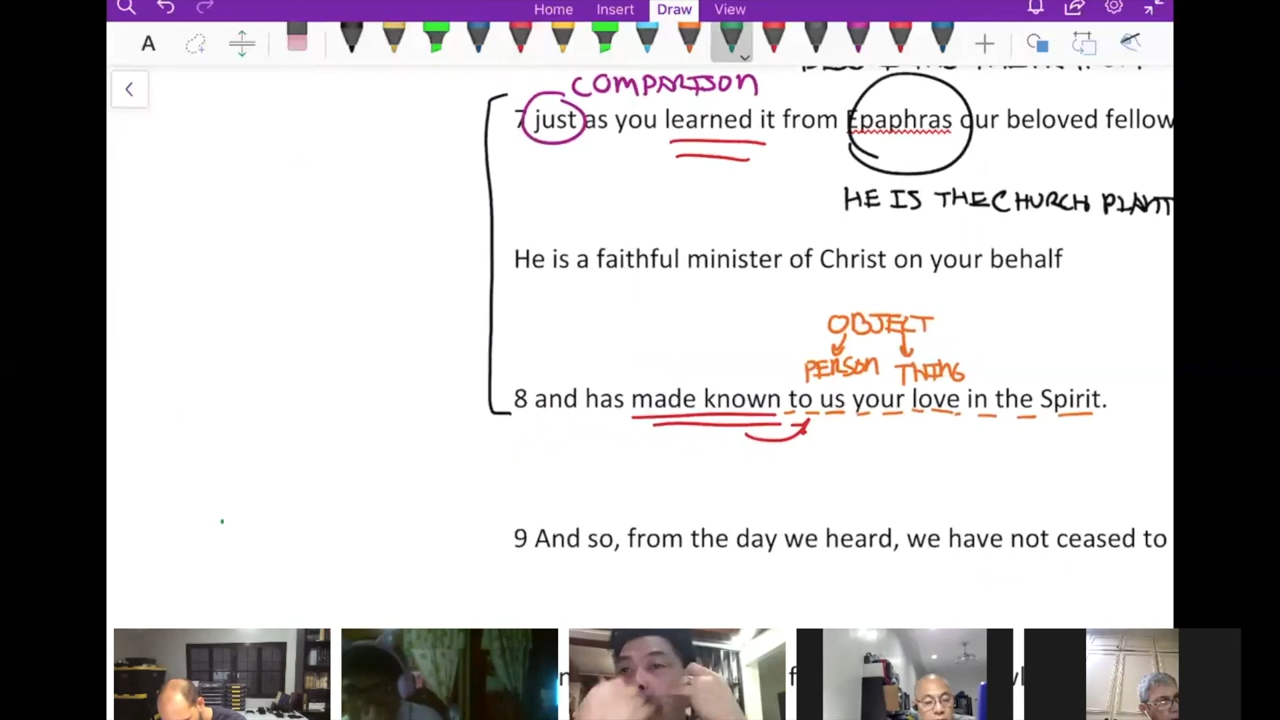 Home Insert Draw View
A
COMPARISON
7 just as you learned it from Epaphras our beloved fellow
HE IS THE CHURCH PLANT
He is a faithful minister of Christ on your behalf
OBJECT
PERSON THING
8 and has made known to us your love in the Spirit.
9 And so, from the day we heard, we have not ceased to